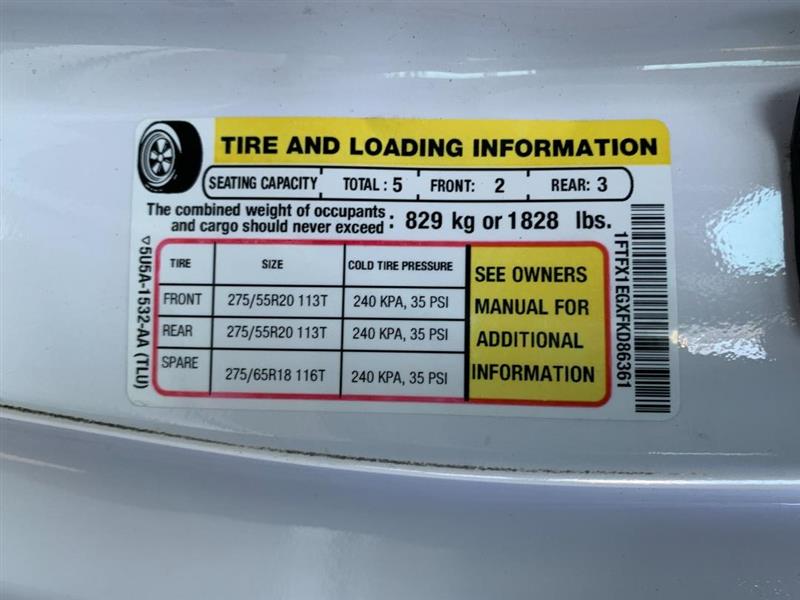 TIRE AND LOADING INFORMATION
SEATING CAPACITY TOTAL : 5 FRONT: 2 REAR: 3
The combined weight of occupants
and cargo should never exceed : 829 kg or 1828 lbs.
TIRE SIZE COLD TIRE PRESSURE
FRONT 275/55R20 113T 240 KPA, 35 PSI
REAR 275/55R20 113T 240 KPA, 35 PSI
SPARE 275/65R18 116T 240 KPA, 35 PSI
SEE OWNERS
MANUAL FOR
ADDITIONAL
INFORMATION
5U5A-1532-AA (TLU)
1FTFX1EGXFKD86361